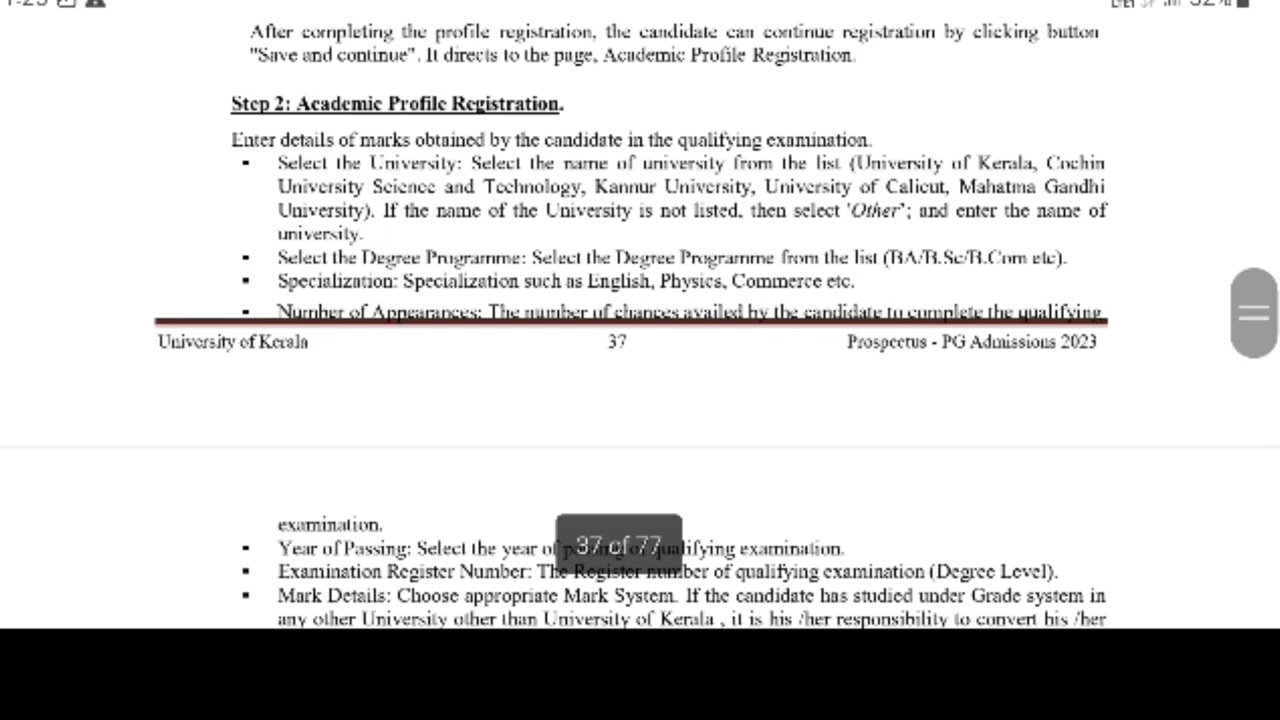 After completing the profile registration, the candidate can continue registration by clicking button
"Save and continue". It directs to the page, Academic Profile Registration.
Step 2: Academic Profile Registration.
Enter details of marks obtained by the candidate in the qualifying examination.
▪ Select the University: Select the name of university from the list (University of Kerala, Cochin
University Science and Technology, Kannur University, University of Calicut, Mahatma Gandhi
University). If the name of the University is not listed, then select 'Other'; and enter the name of
university.
▪ Select the Degree Programme: Select the Degree Programme from the list (BA/B.Sc/B.Com etc).
▪ Specialization: Specialization such as English, Physics, Commerce etc.
▪ Number of Appearances: The number of chances availed by the candidate to complete the qualifying
University of Kerala 37 Prospectus - PG Admissions 2023
examination.
37 of 77
▪ Year of Passing: Select the year of passing of qualifying examination.
▪ Examination Register Number: The Register number of qualifying examination (Degree Level).
▪ Mark Details: Choose appropriate Mark System. If the candidate has studied under Grade system in
any other University other than University of Kerala , it is his /her responsibility to convert his /her